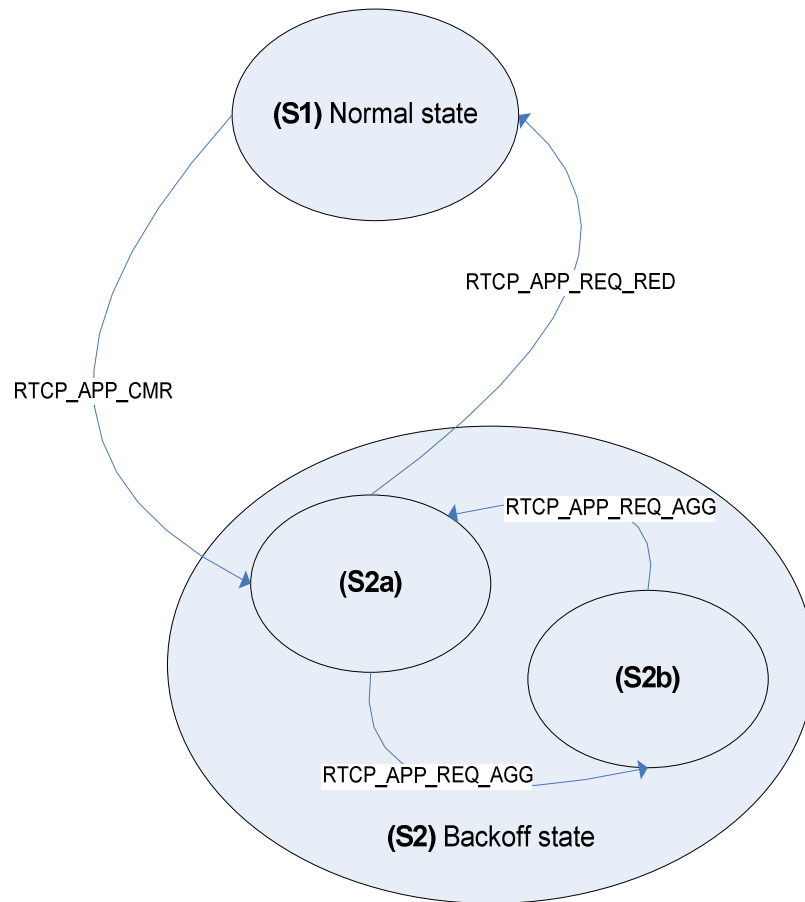 (S1) Normal state
RTCP_APP_REQ_RED
RTCP_APP_CMR
RTCP_APP_REQ_AGG
(S2a)
(S2b)
RTCP_APP_REQ_AGG
(S2) Backoff state